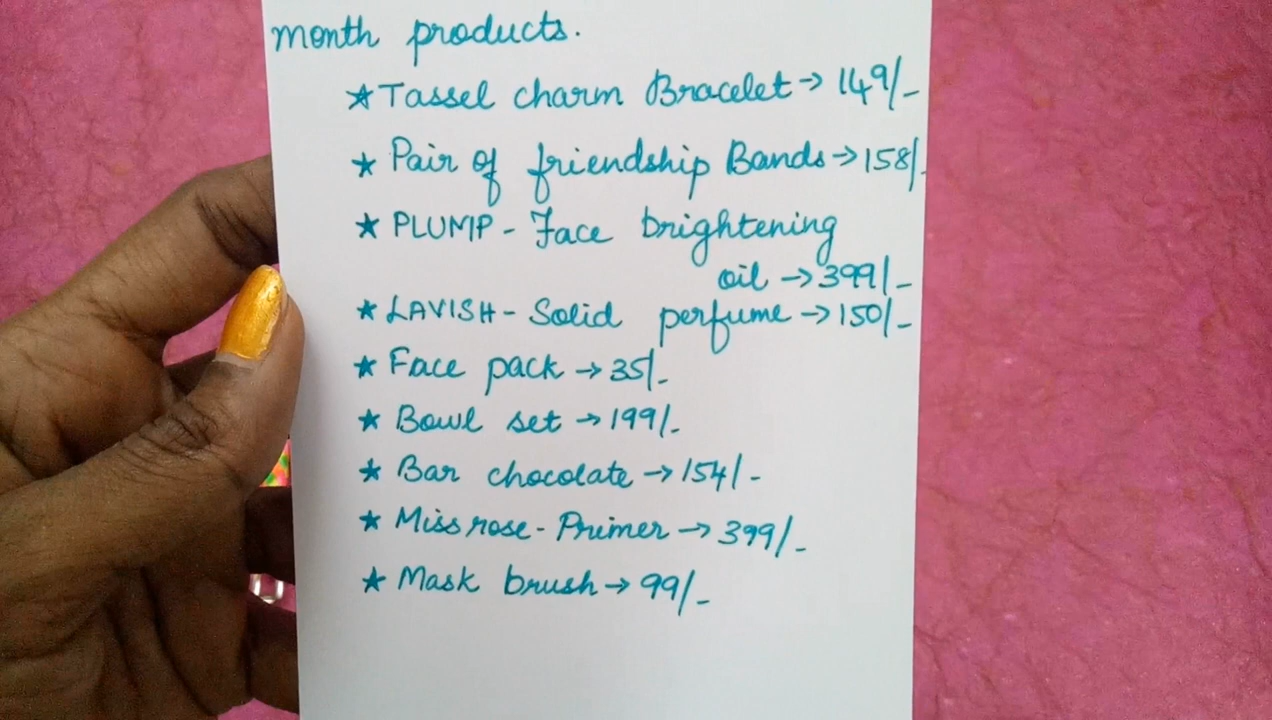 month products.
★ Tassel charm Bracelet → 149/-
★ Pair of friendship Bands → 158/-
★ PLUMP - Face brightening
oil → 399/-
★ LAVISH - Solid perfume → 150/-
★ Face pack → 35/-
★ Bowl set → 199/-
★ Bar chocolate → 154/-
★ Miss rose - Primer → 399/-
★ Mask brush → 99/-